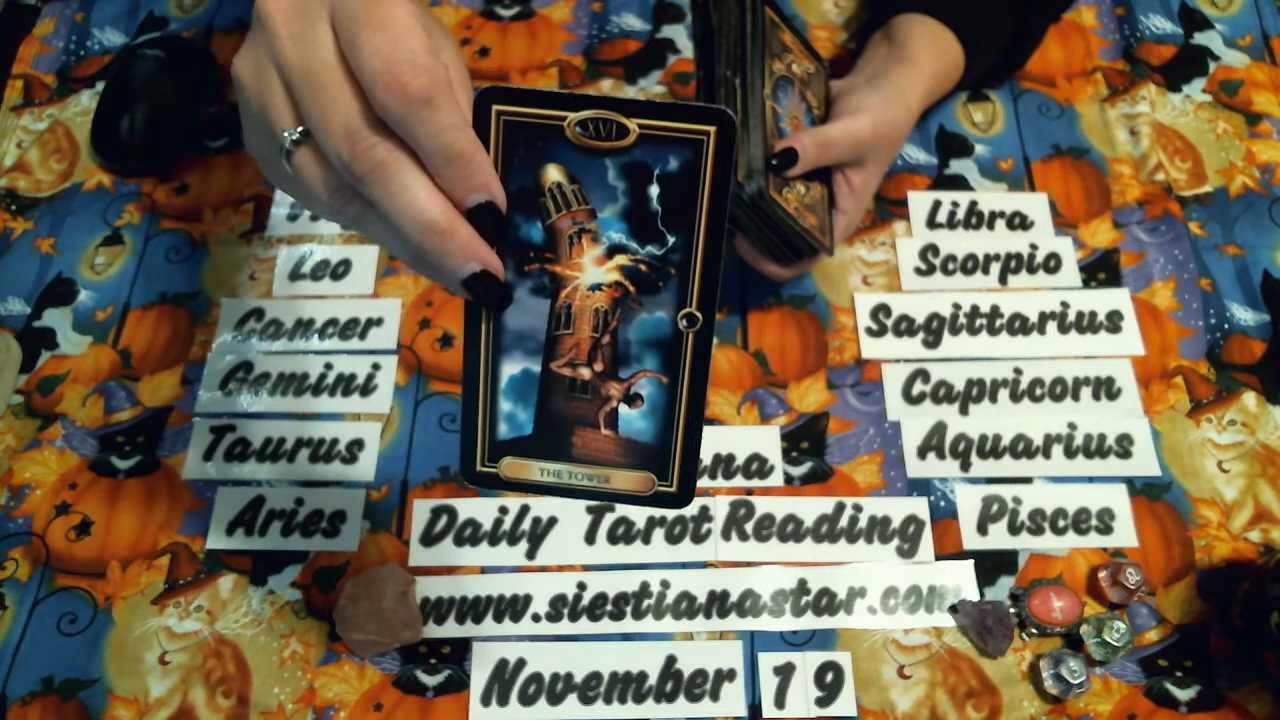 XVI
THE TOWER
Leo
Cancer
Gemini
Taurus
Aries
Libra
Scorpio
Sagittarius
Capricorn
Aquarius
Pisces
Daily Tarot Reading
www.siestianastar.com
November 19